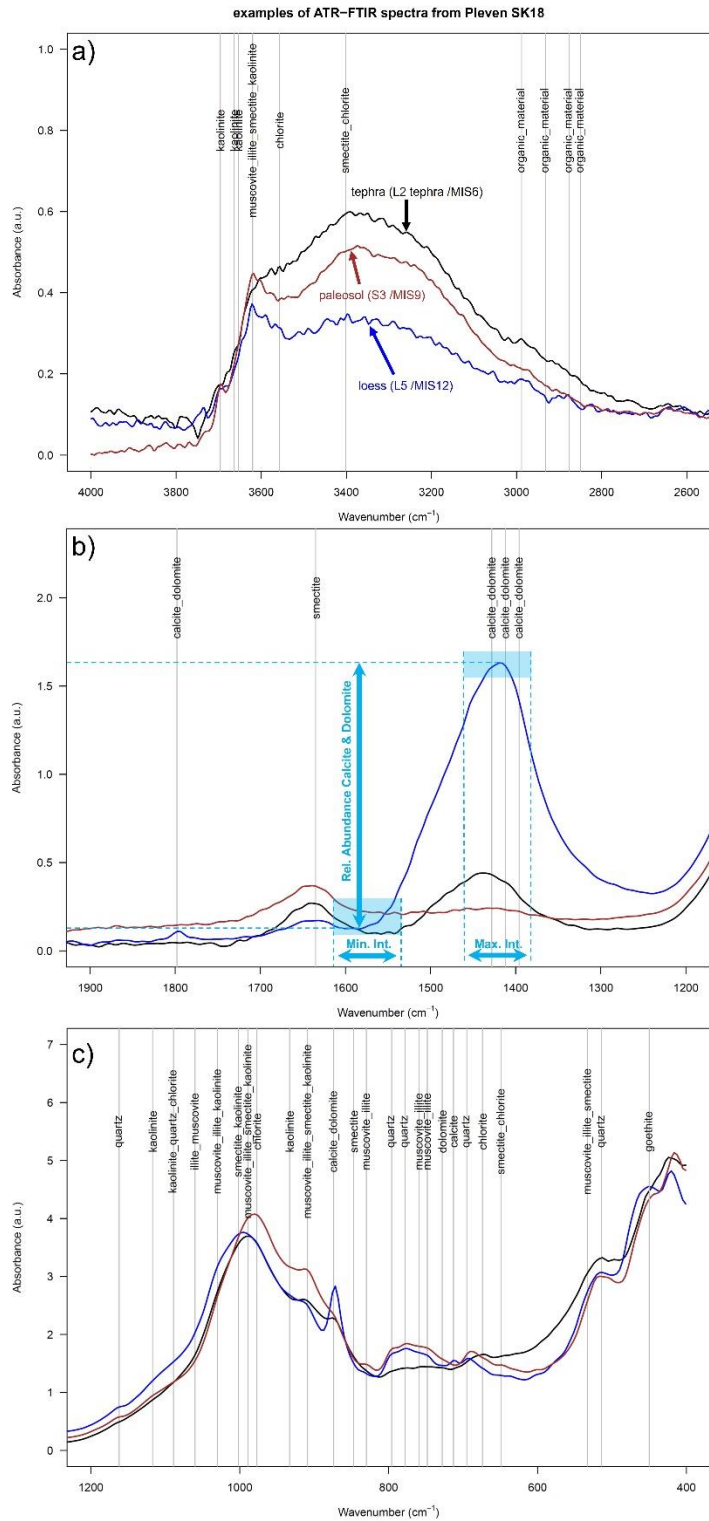 examples of ATR−FTIR spectra from Pleven SK18
a)
1.0
0.8
0.6
0.4
0.2
0.0
Absorbance (a.u.)
kaolinite
kaolinite
kaolinite
muscovite_illite_smectite_kaolinite
chlorite
smectite_chlorite
organic_material
organic_material
organic_material
organic_material
tephra (L2 tephra /MIS6)
paleosol (S3 /MIS9)
loess (L5 /MIS12)
4000
3800
3600
3400
3200
3000
2800
2600
Wavenumber (cm⁻¹)
b)
2.0
1.5
1.0
0.5
0.0
Absorbance (a.u.)
calcite_dolomite
smectite
calcite_dolomite
calcite_dolomite
calcite_dolomite
Rel. Abundance Calcite & Dolomite
Min. Int.
Max. Int.
1900
1800
1700
1600
1500
1400
1300
1200
Wavenumber (cm⁻¹)
c)
7
6
5
4
3
2
1
0
Absorbance (a.u.)
quartz
kaolinite
kaolinite_quartz_chlorite
illite_muscovite
muscovite_illite_kaolinite
smectite_kaolinite
muscovite_illite_smectite_kaolinite
chlorite
kaolinite
muscovite_illite_smectite_kaolinite
calcite_dolomite
smectite
muscovite_illite
quartz
quartz
muscovite_illite
muscovite_illite
dolomite
calcite
quartz
chlorite
smectite_chlorite
muscovite_illite_smectite
quartz
goethite
1200
1000
800
600
400
Wavenumber (cm⁻¹)